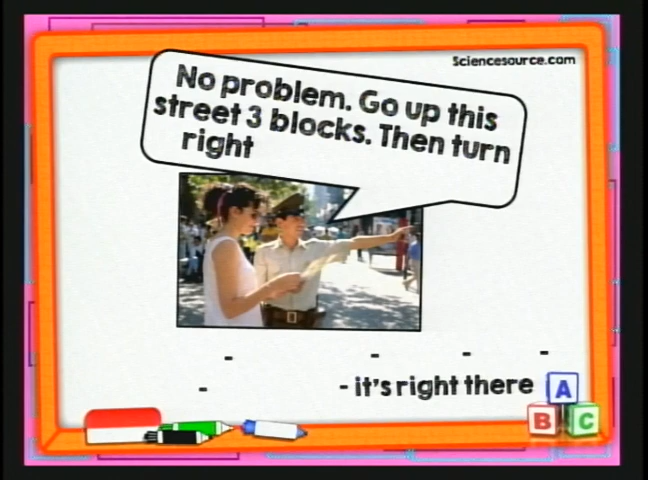 Sciencesource.com
No problem. Go up this
street 3 blocks. Then turn
right
- - - -
- - it's right there
A
B C